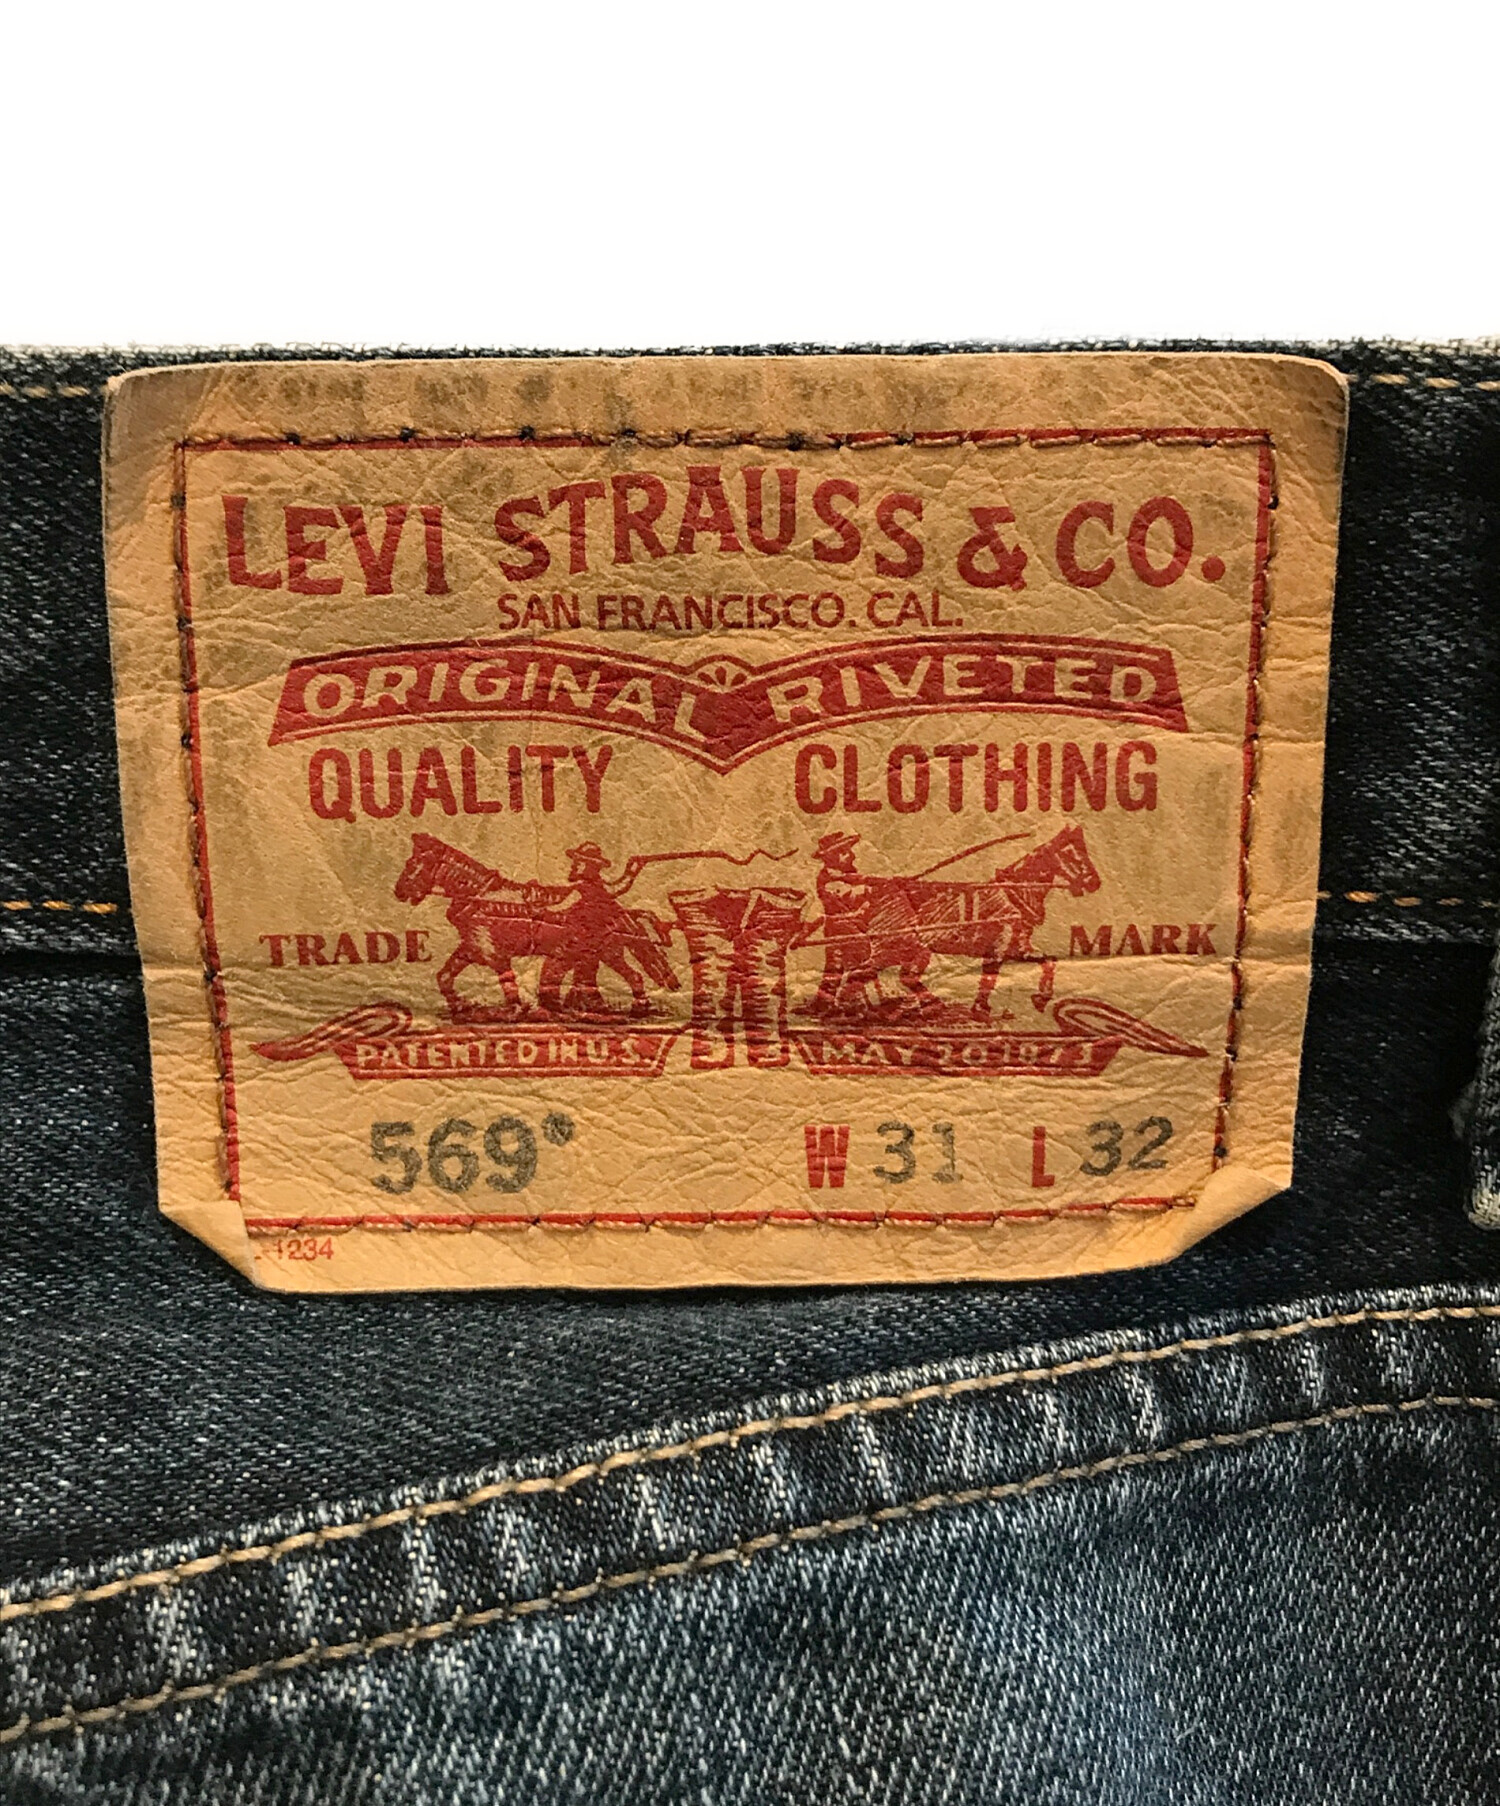 LEVI STRAUSS & CO.
SAN FRANCISCO. CAL.
ORIGINAL RIVETED
QUALITY CLOTHING
TRADE MARK
PATENTED IN U.S. MAY 20 1873
569® W 31 L 32
1234